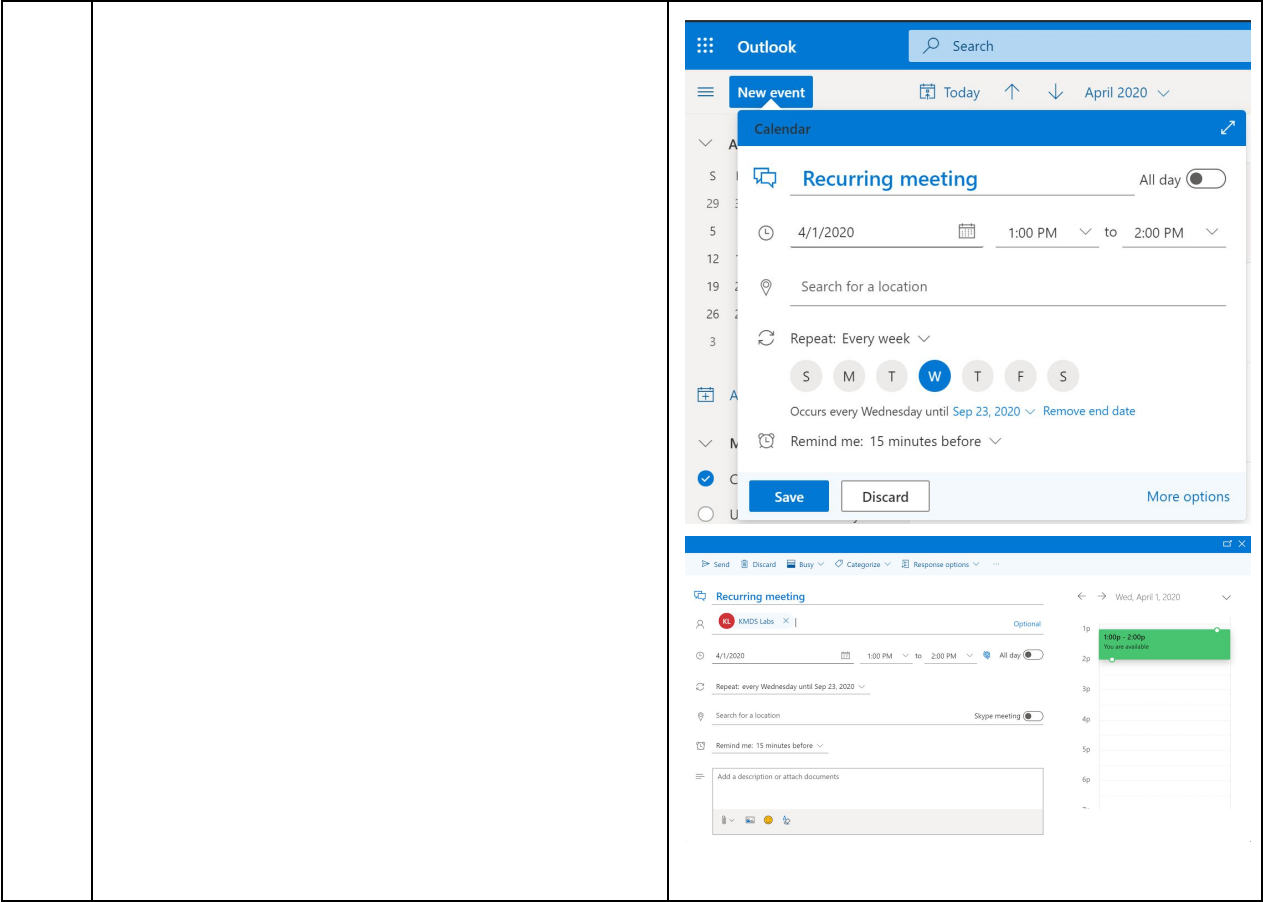 Outlook
Search
New event
Today
April 2020
Calendar
A
S
Recurring meeting
All day
29
5
4/1/2020
1:00 PM to 2:00 PM
12
19
Search for a location
26
3
Repeat: Every week
S M T W T F S
A
Occurs every Wednesday until Sep 23, 2020 Remove end date
Remind me: 15 minutes before
M
C
Save
Discard
More options
U
Send Discard Busy Categorize Response options ...
Recurring meeting
Wed, April 1, 2020
KL KMDS Labs
Optional
1p
1:00p - 2:00p
You are available
4/1/2020
1:00 PM to 2:00 PM
All day
2p
Repeat: every Wednesday until Sep 23, 2020
3p
Search for a location
Skype meeting
4p
Remind me: 15 minutes before
5p
Add a description or attach documents
6p